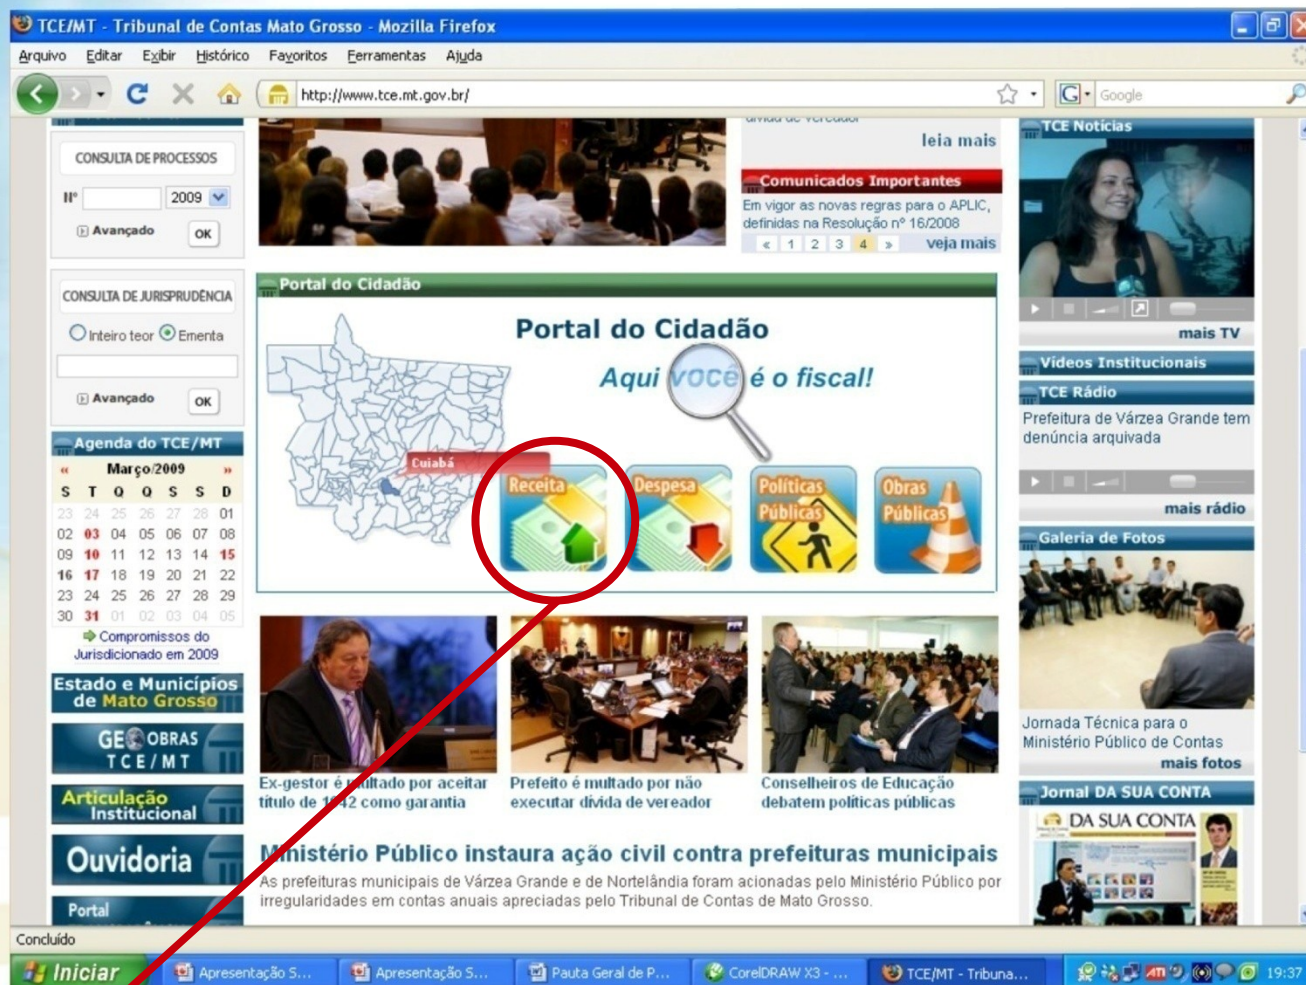 TCE/MT - Tribunal de Contas Mato Grosso - Mozilla Firefox
Arquivo Editar Exibir Histórico Favoritos Ferramentas Ajuda
http://www.tce.mt.gov.br/
G Google
CONSULTA DE PROCESSOS
Nº 2009
Avançado OK
CONSULTA DE JURISPRUDÊNCIA
Inteiro teor Ementa
Avançado OK
Agenda do TCE/MT
« Março/2009 »
S T Q Q S S D
23 24 25 26 27 28 01
02 03 04 05 06 07 08
09 10 11 12 13 14 15
16 17 18 19 20 21 22
23 24 25 26 27 28 29
30 31 01 02 03 04 05
Compromissos do
Jurisdicionado em 2009
Estado e Municípios
de Mato Grosso
GEOOBRAS
TCE/MT
Articulação
Institucional
Ouvidoria
Portal
leia mais
Comunicados Importantes
Em vigor as novas regras para o APLIC,
definidas na Resolução nº 16/2008
« 1 2 3 4 » veja mais
Portal do Cidadão
Portal do Cidadão
Aqui você é o fiscal!
Cuiabá
Receita
Despesa
Políticas
Públicas
Obras
Públicas
Ex-gestor é multado por aceitar
título de 1942 como garantia
Prefeito é multado por não
executar dívida de vereador
Conselheiros de Educação
debatem políticas públicas
Ministério Público instaura ação civil contra prefeituras municipais
As prefeituras municipais de Várzea Grande e de Nortelândia foram acionadas pelo Ministério Público por
irregularidades em contas anuais apreciadas pelo Tribunal de Contas de Mato Grosso.
TCE Notícias
mais TV
Vídeos Institucionais
TCE Rádio
Prefeitura de Várzea Grande tem
denúncia arquivada
mais rádio
Galeria de Fotos
Jornada Técnica para o
Ministério Público de Contas
mais fotos
Jornal DA SUA CONTA
DA SUA CONTA
Concluído
Iniciar
Apresentação S...
Apresentação S...
Pauta Geral de P...
CorelDRAW X3 - ...
TCE/MT - Tribuna...
19:37